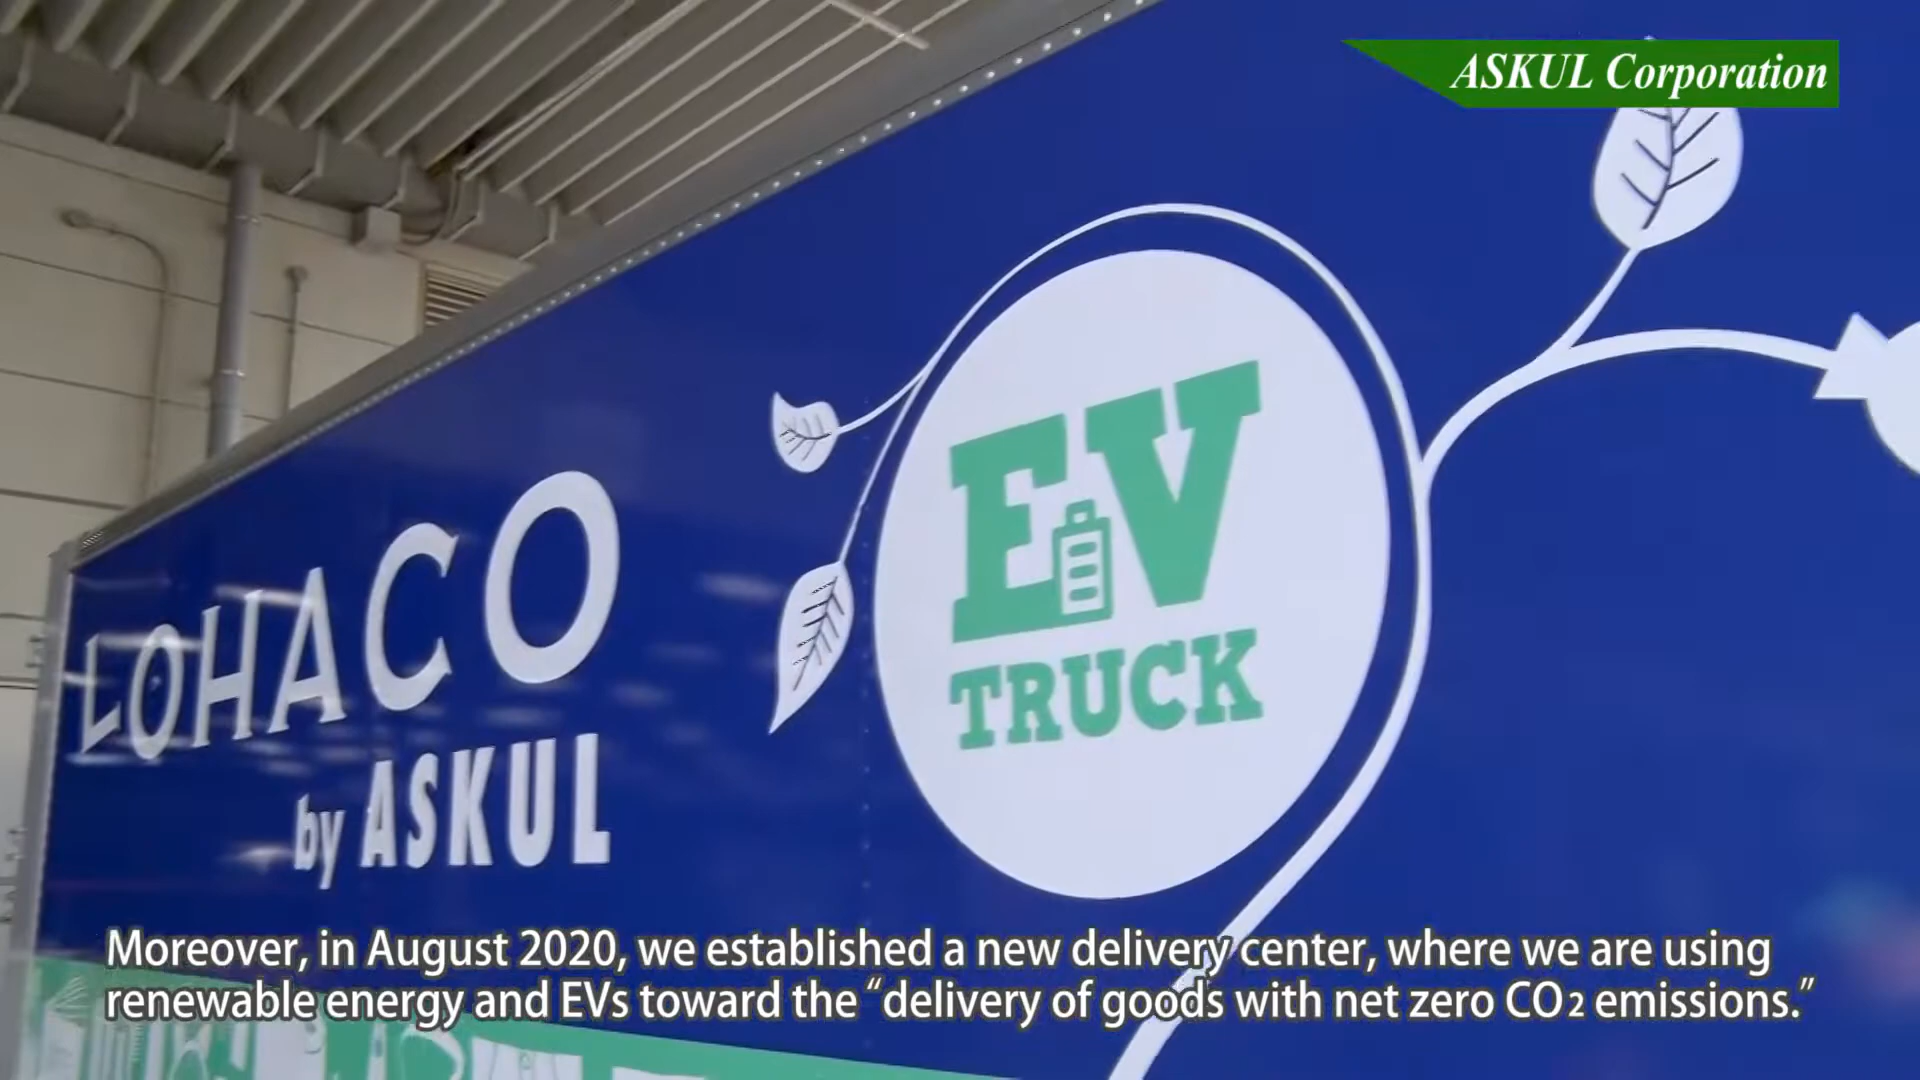 ASKUL Corporation
EV
TRUCK
LOHACO
by ASKUL
Moreover, in August 2020, we established a new delivery center, where we are using
renewable energy and EVs toward the “delivery of goods with net zero CO₂ emissions.”